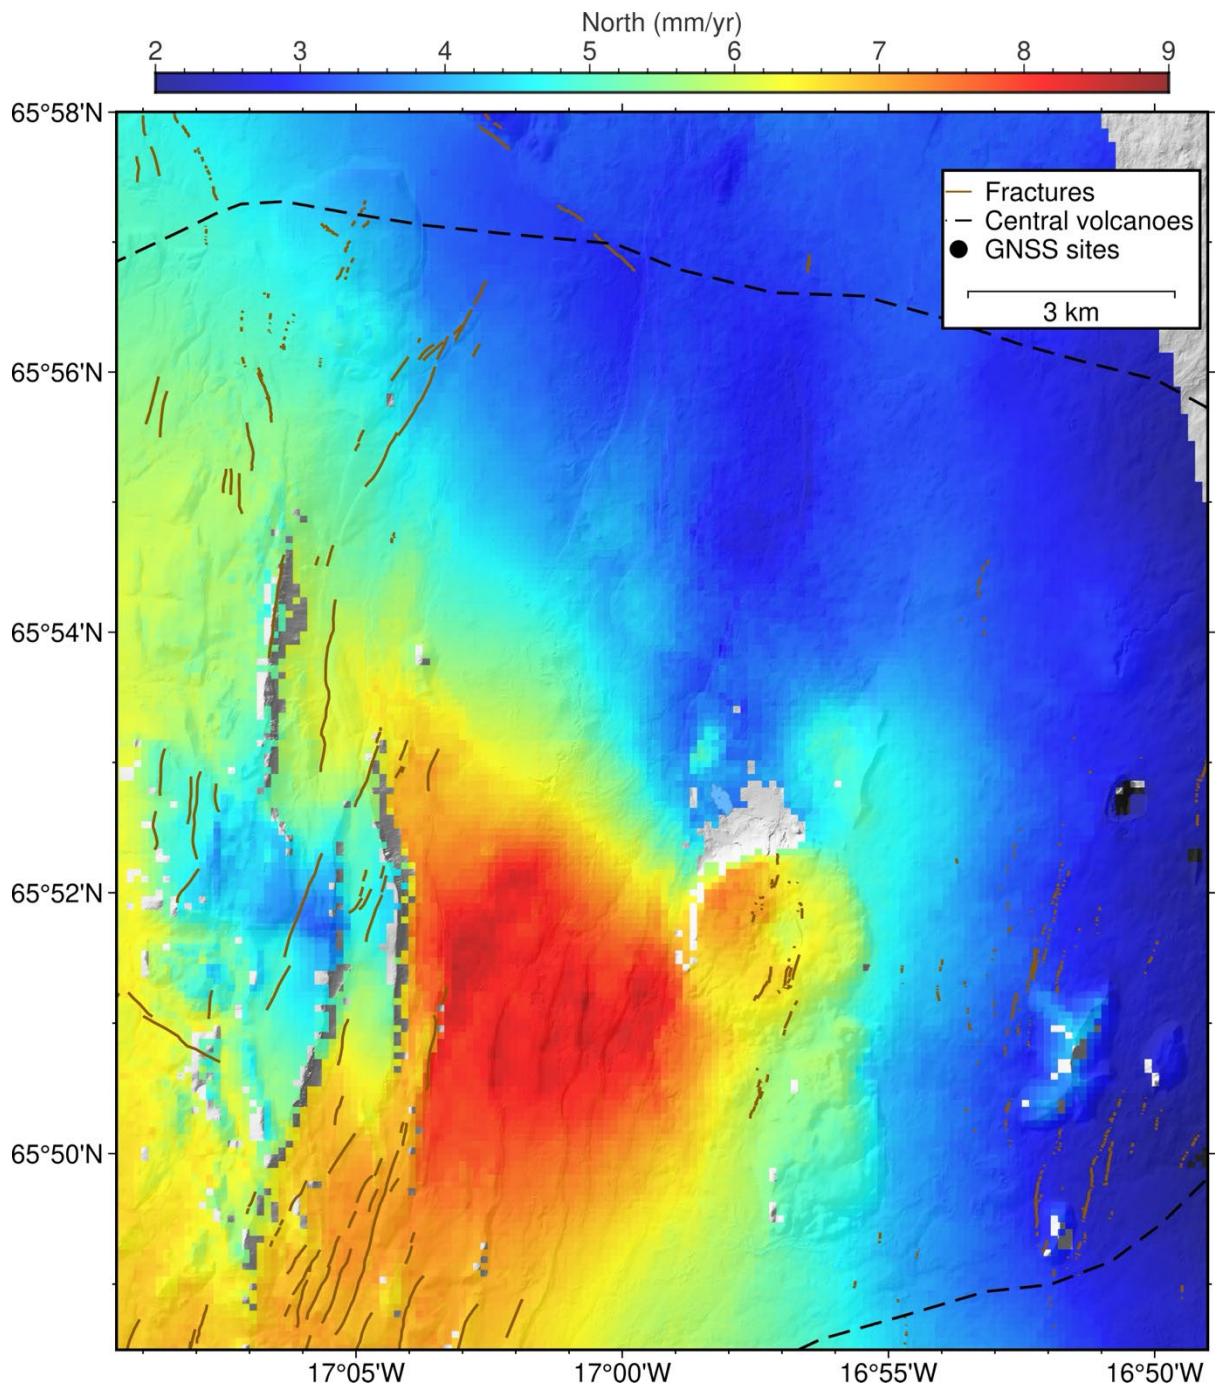 North (mm/yr)
2 3 4 5 6 7 8 9
65°58'N
Fractures
Central volcanoes
GNSS sites
3 km
65°56'N
65°54'N
65°52'N
65°50'N
17°05'W 17°00'W 16°55'W 16°50'W